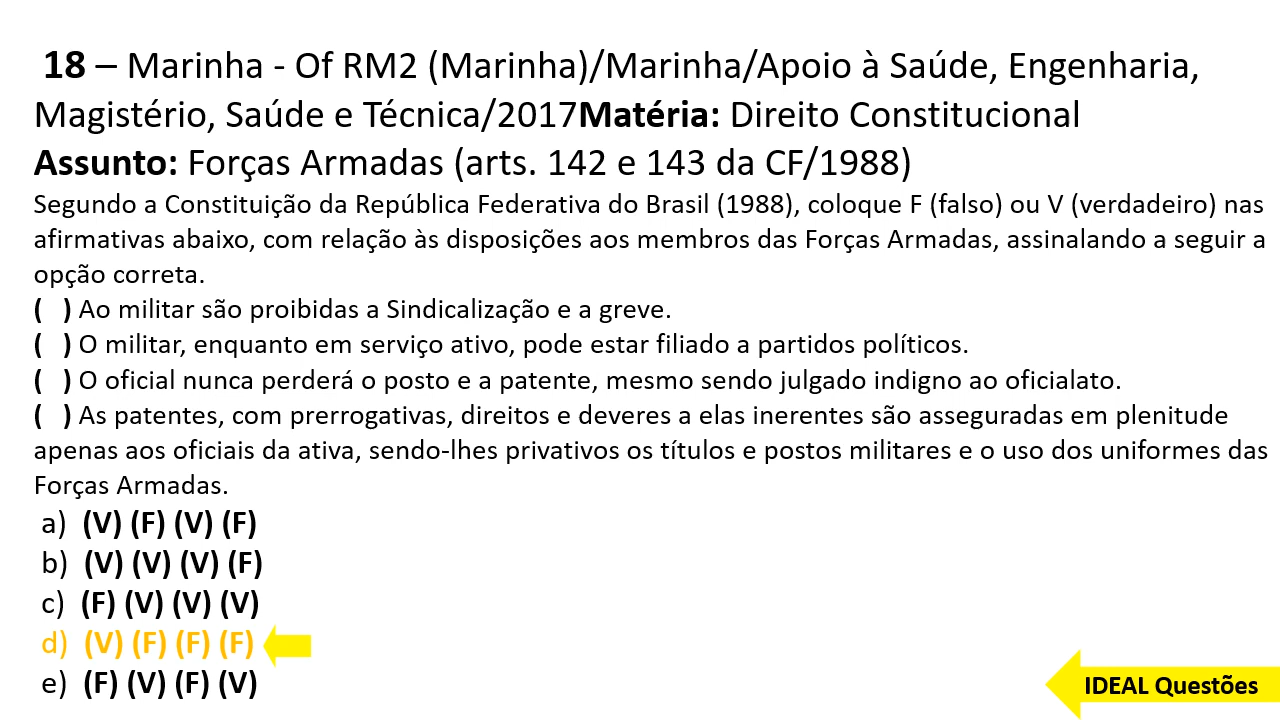 18 – Marinha - Of RM2 (Marinha)/Marinha/Apoio à Saúde, Engenharia,
Magistério, Saúde e Técnica/2017Matéria: Direito Constitucional
Assunto: Forças Armadas (arts. 142 e 143 da CF/1988)
Segundo a Constituição da República Federativa do Brasil (1988), coloque F (falso) ou V (verdadeiro) nas
afirmativas abaixo, com relação às disposições aos membros das Forças Armadas, assinalando a seguir a
opção correta.
( ) Ao militar são proibidas a Sindicalização e a greve.
( ) O militar, enquanto em serviço ativo, pode estar filiado a partidos políticos.
( ) O oficial nunca perderá o posto e a patente, mesmo sendo julgado indigno ao oficialato.
( ) As patentes, com prerrogativas, direitos e deveres a elas inerentes são asseguradas em plenitude
apenas aos oficiais da ativa, sendo-lhes privativos os títulos e postos militares e o uso dos uniformes das
Forças Armadas.
a) (V) (F) (V) (F)
b) (V) (V) (V) (F)
c) (F) (V) (V) (V)
d) (V) (F) (F) (F)
e) (F) (V) (F) (V)
IDEAL Questões